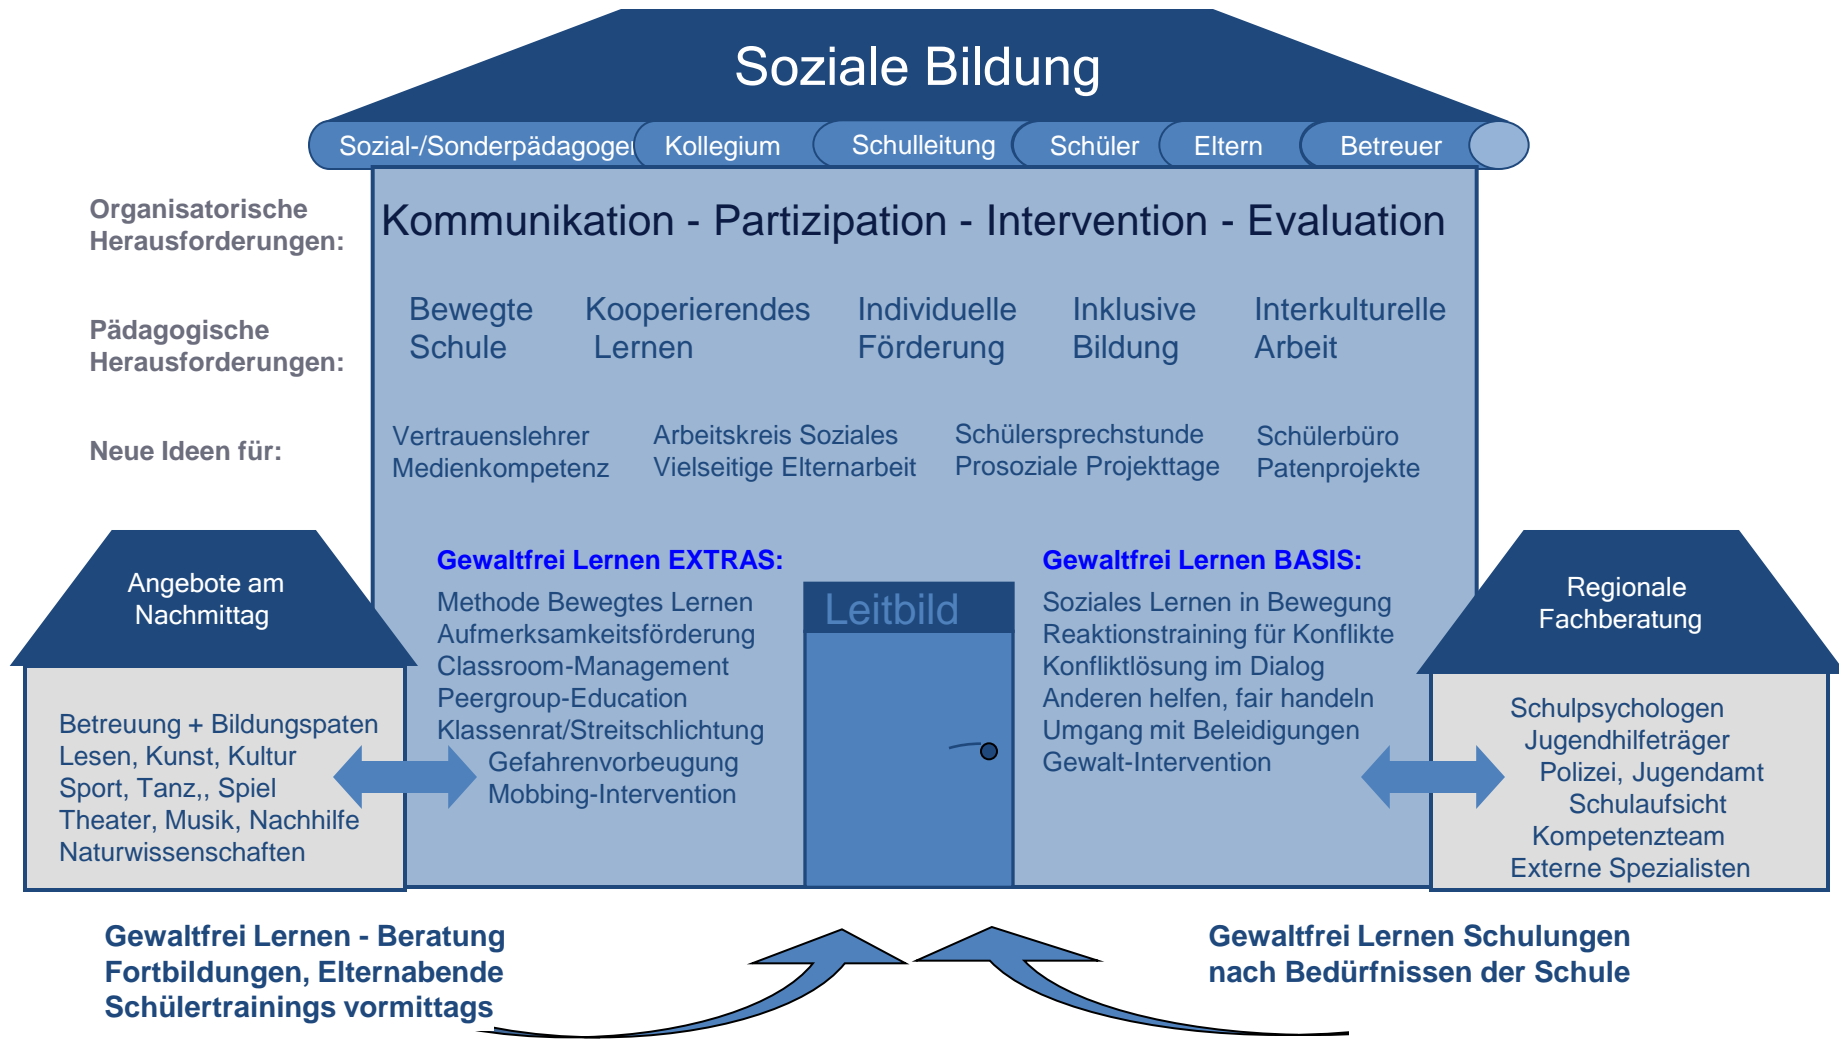 Soziale Bildung
Sozial-/Sonderpädagogen Kollegium Schulleitung Schüler Eltern Betreuer
Organisatorische
Herausforderungen:
Kommunikation - Partizipation - Intervention - Evaluation
Pädagogische
Herausforderungen:
Bewegte
Schule
Kooperierendes
Lernen
Individuelle
Förderung
Inklusive
Bildung
Interkulturelle
Arbeit
Neue Ideen für:
Vertrauenslehrer
Medienkompetenz
Arbeitskreis Soziales
Vielseitige Elternarbeit
Schülersprechstunde
Prosoziale Projekttage
Schülerbüro
Patenprojekte
Angebote am
Nachmittag
Betreuung + Bildungspaten
Lesen, Kunst, Kultur
Sport, Tanz,, Spiel
Theater, Musik, Nachhilfe
Naturwissenschaften
Gewaltfrei Lernen EXTRAS:
Methode Bewegtes Lernen
Aufmerksamkeitsförderung
Classroom-Management
Peergroup-Education
Klassenrat/Streitschlichtung
Gefahrenvorbeugung
Mobbing-Intervention
Leitbild
Gewaltfrei Lernen BASIS:
Soziales Lernen in Bewegung
Reaktionstraining für Konflikte
Konfliktlösung im Dialog
Anderen helfen, fair handeln
Umgang mit Beleidigungen
Gewalt-Intervention
Regionale
Fachberatung
Schulpsychologen
Jugendhilfeträger
Polizei, Jugendamt
Schulaufsicht
Kompetenzteam
Externe Spezialisten
Gewaltfrei Lernen - Beratung
Fortbildungen, Elternabende
Schülertrainings vormittags
Gewaltfrei Lernen Schulungen
nach Bedürfnissen der Schule